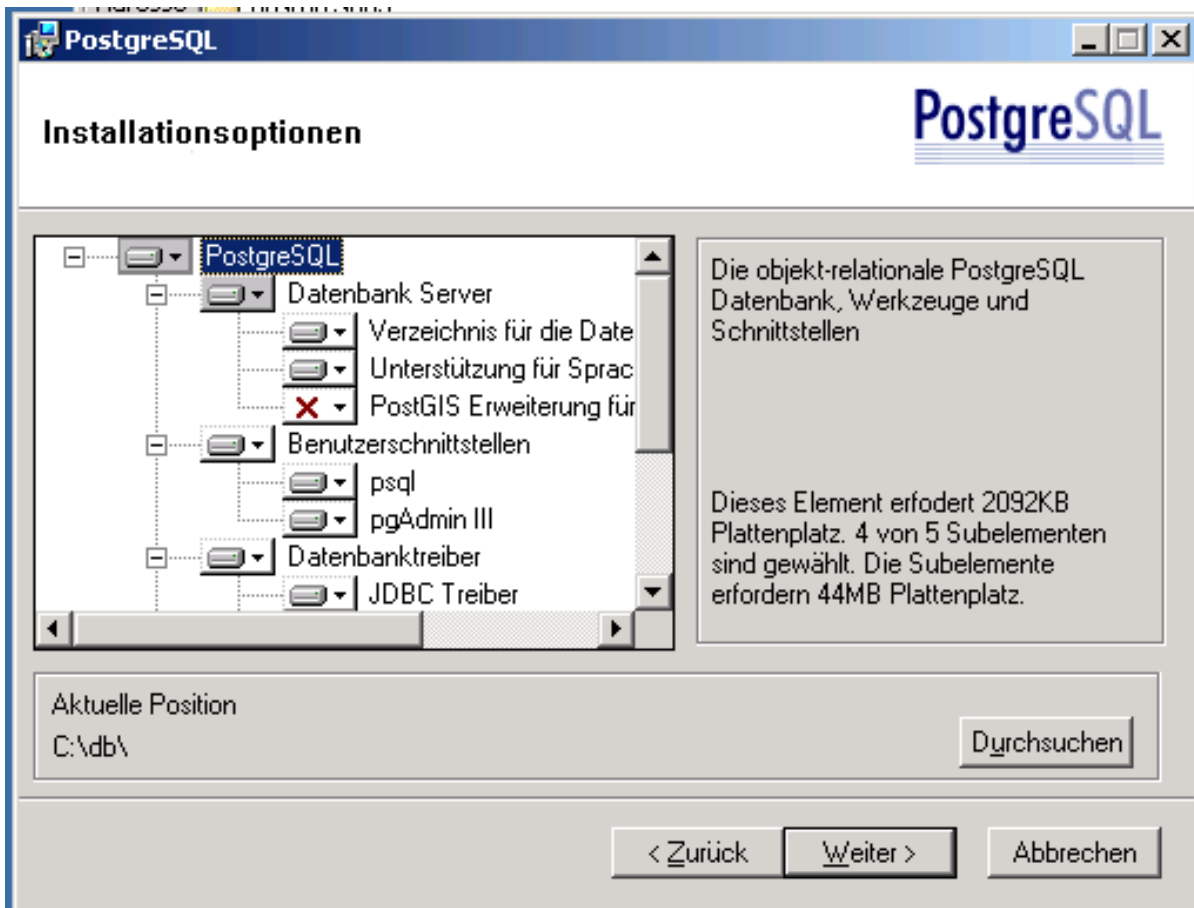 PostgreSQL
Installationsoptionen
PostgreSQL
PostgreSQL
Datenbank Server
Verzeichnis für die Date
Unterstützung für Sprac
PostGIS Erweiterung für
Benutzerschnittstellen
psql
pgAdmin III
Datenbanktreiber
JDBC Treiber
Die objekt-relationale PostgreSQL
Datenbank, Werkzeuge und
Schnittstellen
Dieses Element erfodert 2092KB
Plattenplatz. 4 von 5 Subelementen
sind gewählt. Die Subelemente
erfordern 44MB Plattenplatz.
Aktuelle Position
C:\db\
Durchsuchen
< Zurück
Weiter >
Abbrechen